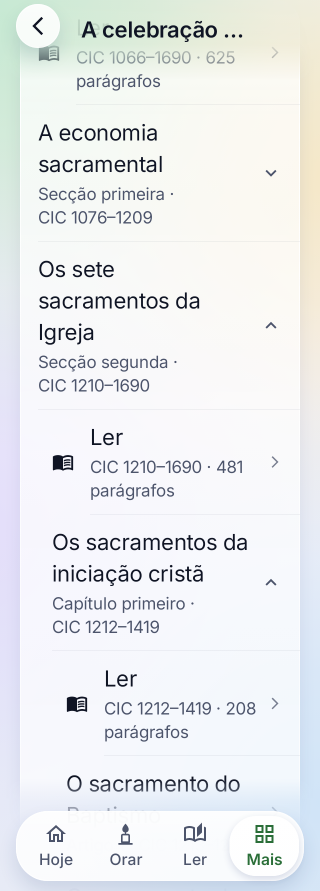 A celebração ...
Ler
CIC 1066–1690 · 625
parágrafos
A economia
sacramental
Secção primeira ·
CIC 1076–1209
Os sete
sacramentos da
Igreja
Secção segunda ·
CIC 1210–1690
Ler
CIC 1210–1690 · 481
parágrafos
Os sacramentos da
iniciação cristã
Capítulo primeiro ·
CIC 1212–1419
Ler
CIC 1212–1419 · 208
parágrafos
O sacramento do
Baptismo
Hoje
Orar
Ler
Mais